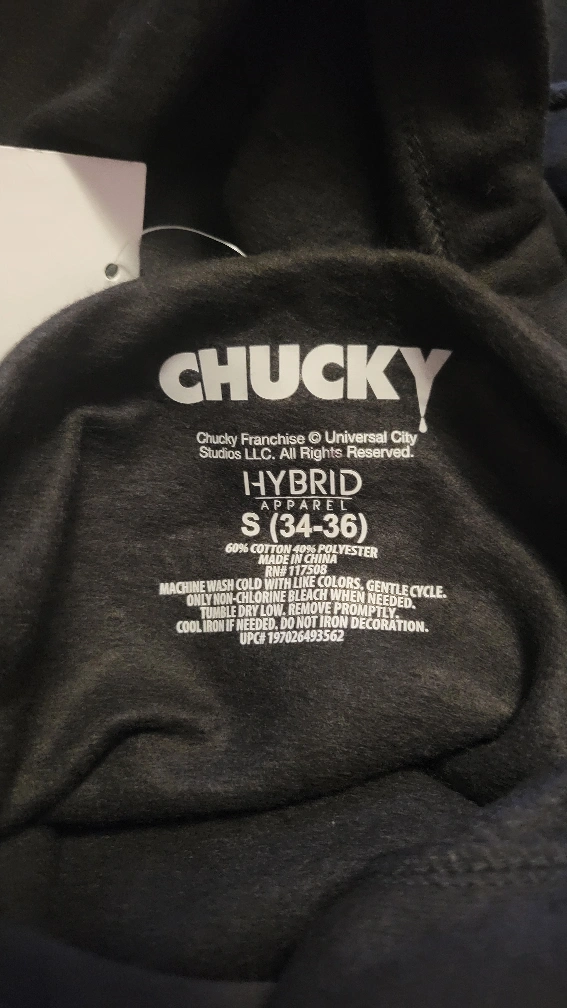 CHUCKY
Chucky Franchise © Universal City
Studios LLC. All Rights Reserved.
HYBRID
APPAREL
S (34-36)
60% COTTON 40% POLYESTER
MADE IN CHINA
RN# 117508
MACHINE WASH COLD WITH LIKE COLORS, GENTLE CYCLE.
ONLY NON-CHLORINE BLEACH WHEN NEEDED.
TUMBLE DRY LOW. REMOVE PROMPTLY.
COOL IRON IF NEEDED. DO NOT IRON DECORATION.
UPC# 197026493562